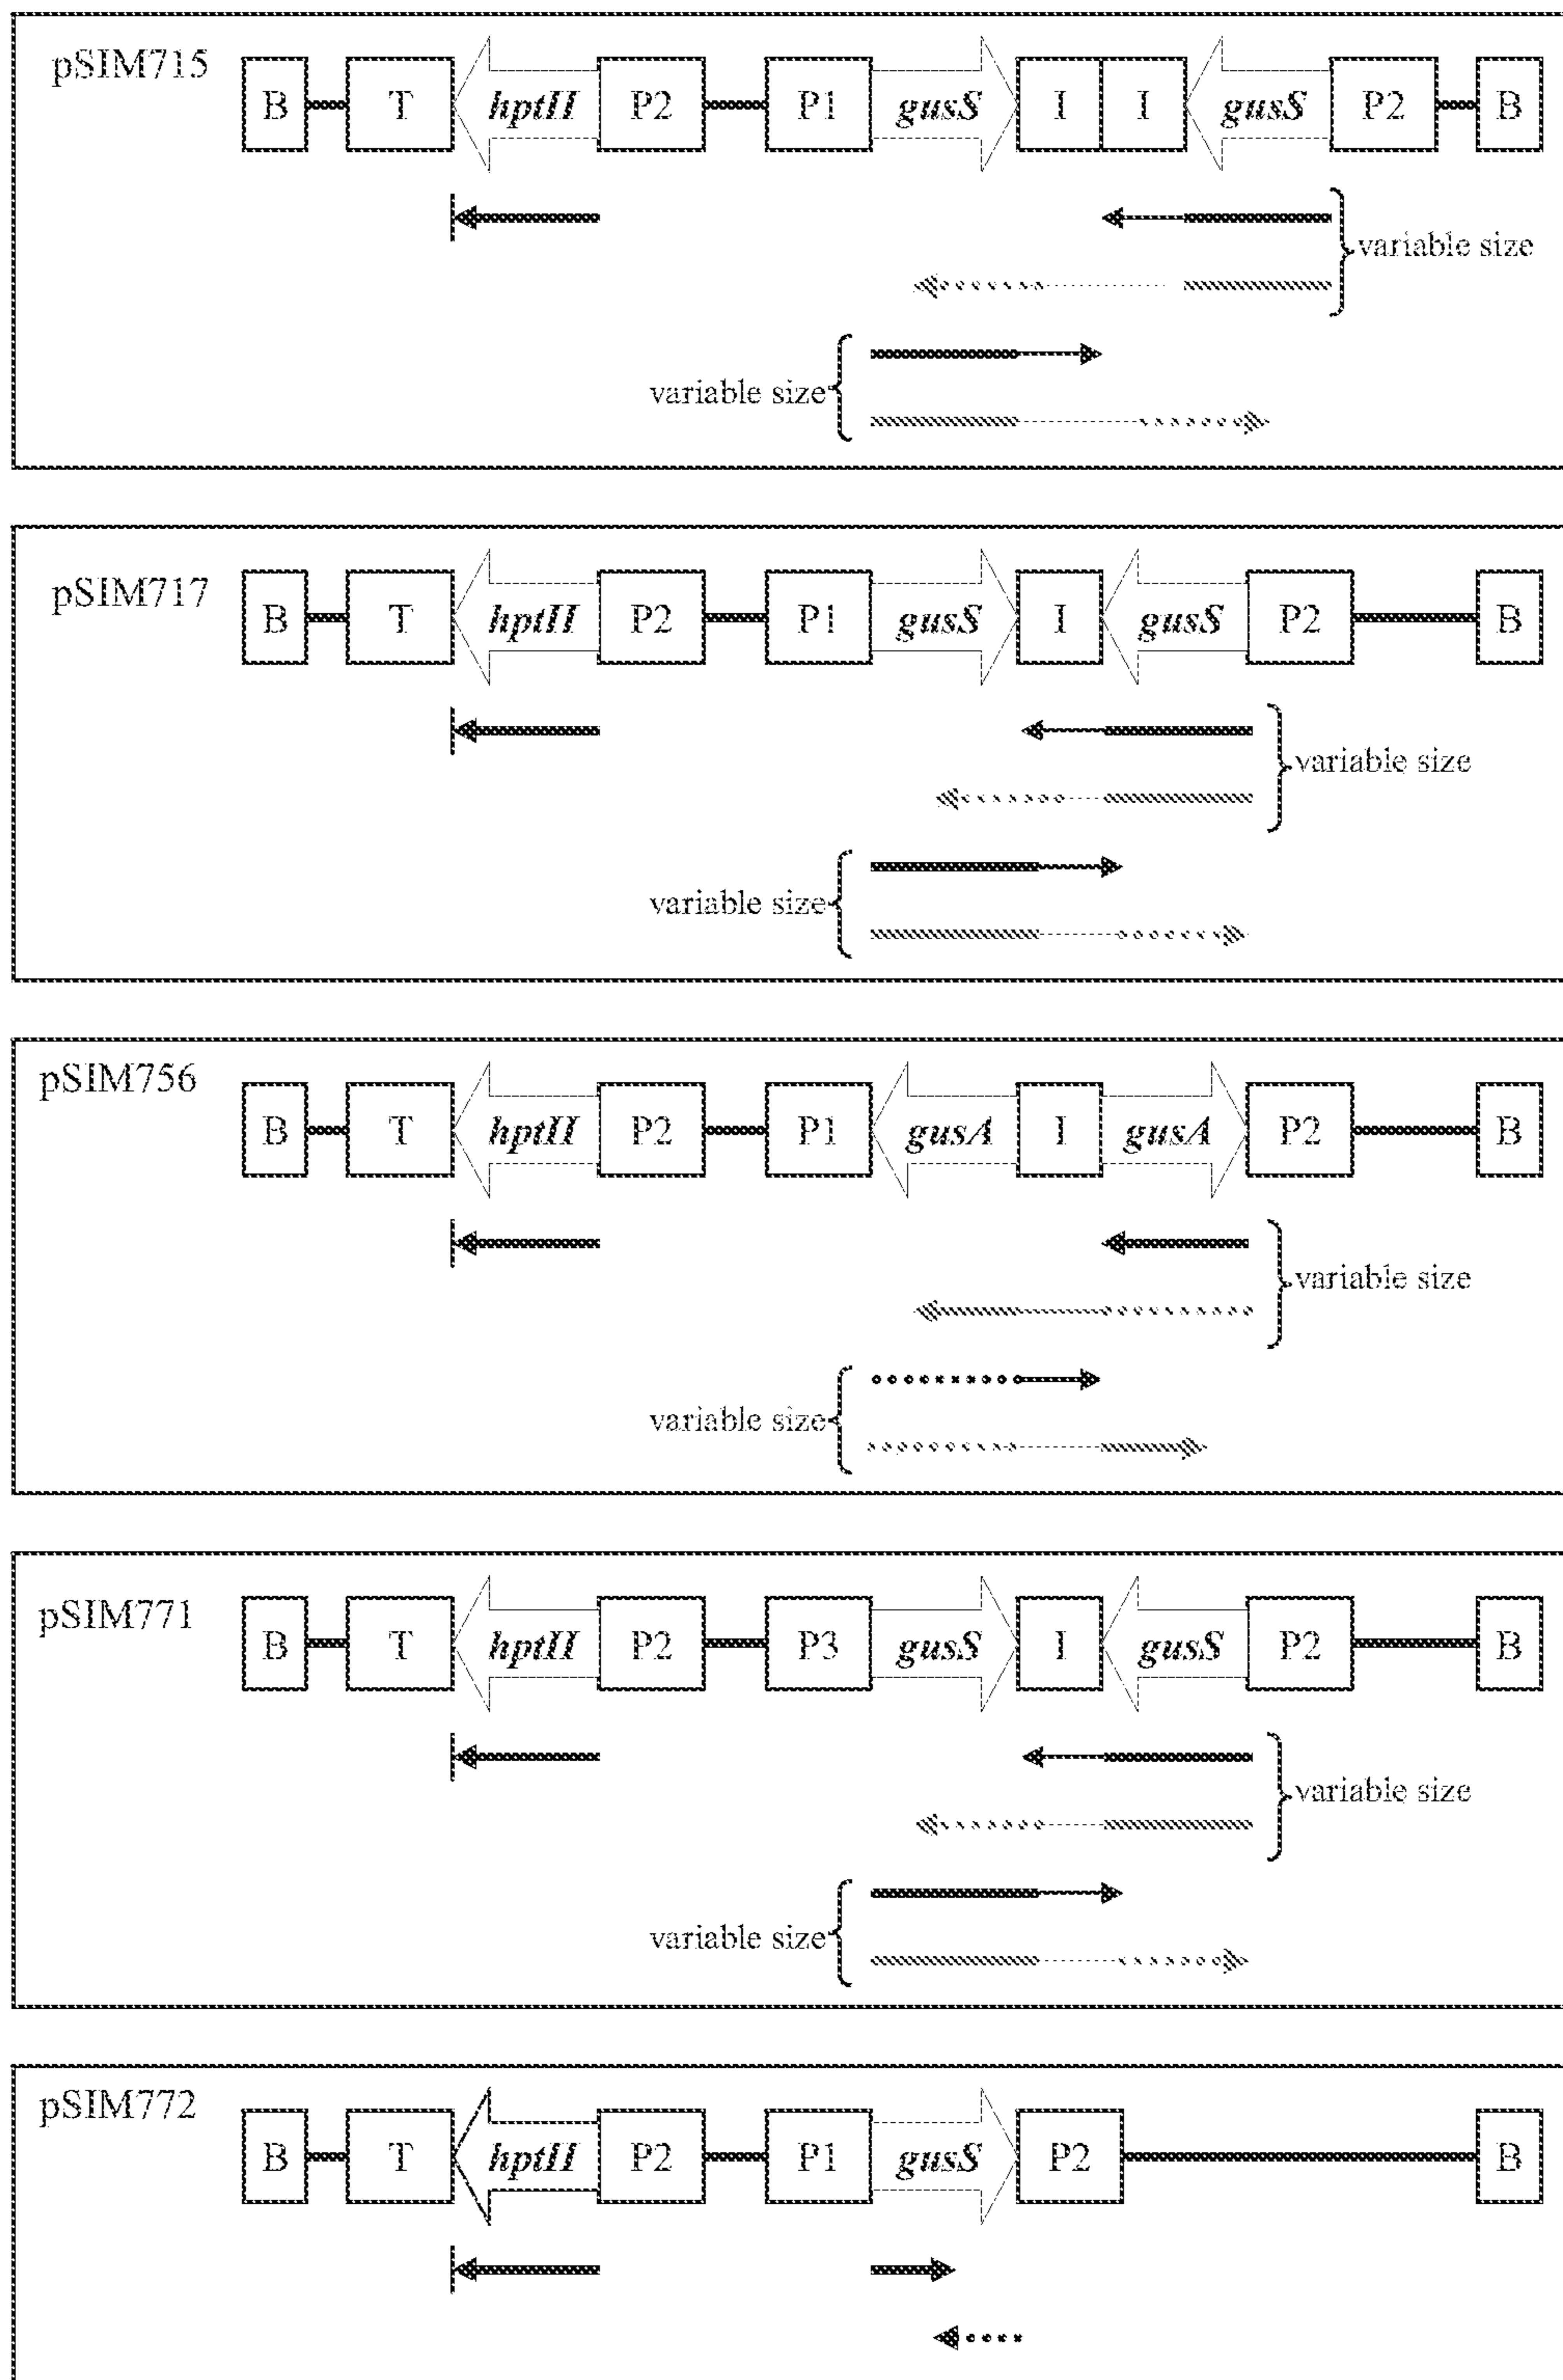 pSIM715
B T hptII P2 P1 gusS I I gusS P2 B
variable size
variable size
pSIM717
B T hptII P2 P1 gusS I gusS P2 B
variable size
variable size
pSIM756
B T hptII P2 P1 gusA I gusA P2 B
variable size
variable size
pSIM771
B T hptII P2 P3 gusS I gusS P2 B
variable size
variable size
pSIM772
B T hptII P2 P1 gusS P2 B